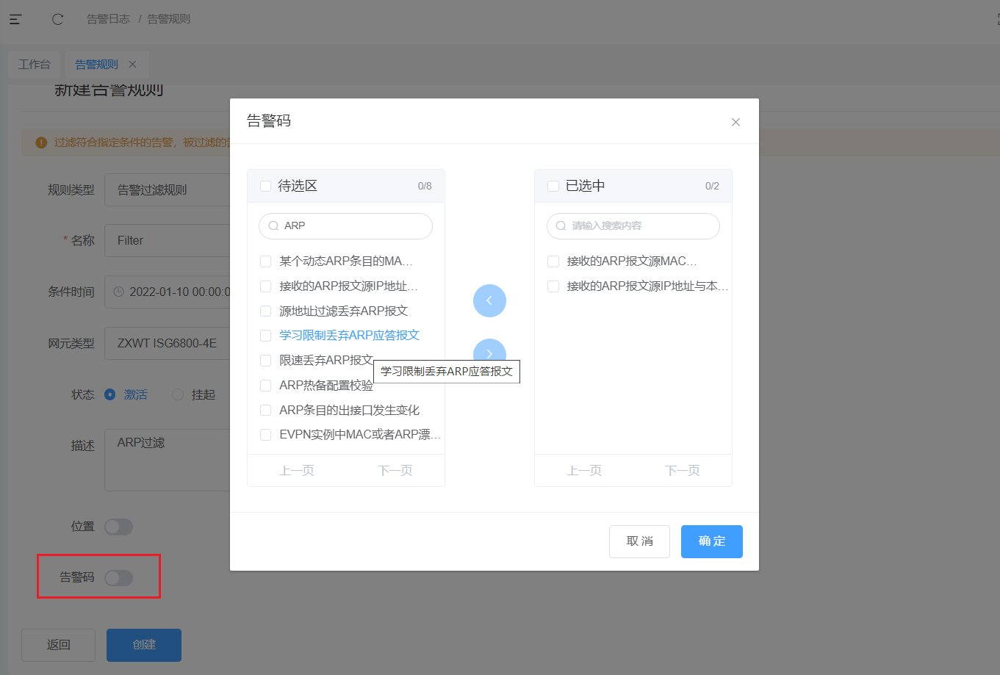 告警日志 / 告警规则
工作台
告警规则
新建告警规则
过滤符合指定条件的告警，被过滤的
规则类型 告警过滤规则
* 名称 Filter
条件时间 2022-01-10 00:00:0
网元类型 ZXWT ISG6800-4E
状态 激活 挂起
描述 ARP过滤
位置
告警码
返回 创建
告警码
待选区 0/8
ARP
某个动态ARP条目的MA...
接收的ARP报文源IP地址...
源地址过滤丢弃ARP报文
学习限制丢弃ARP应答报文
限速丢弃ARP报文
学习限制丢弃ARP应答报文
ARP热备配置校验
ARP条目的出接口发生变化
EVPN实例中MAC或者ARP漂...
上一页 下一页
已选中 0/2
请输入搜索内容
接收的ARP报文源MAC...
接收的ARP报文源IP地址与本...
上一页 下一页
取 消 确 定